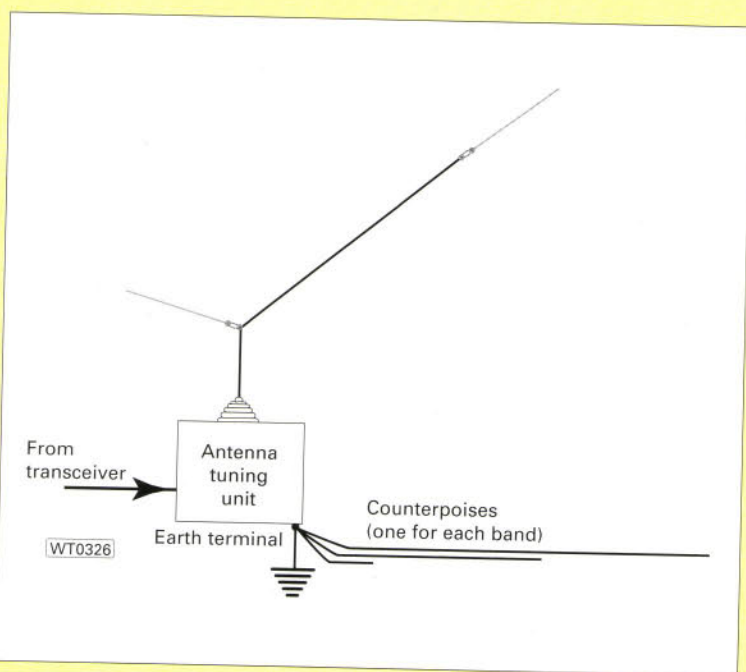 From
transceiver
Antenna
tuning
unit
Earth terminal
Counterpoises
(one for each band)
WT0326